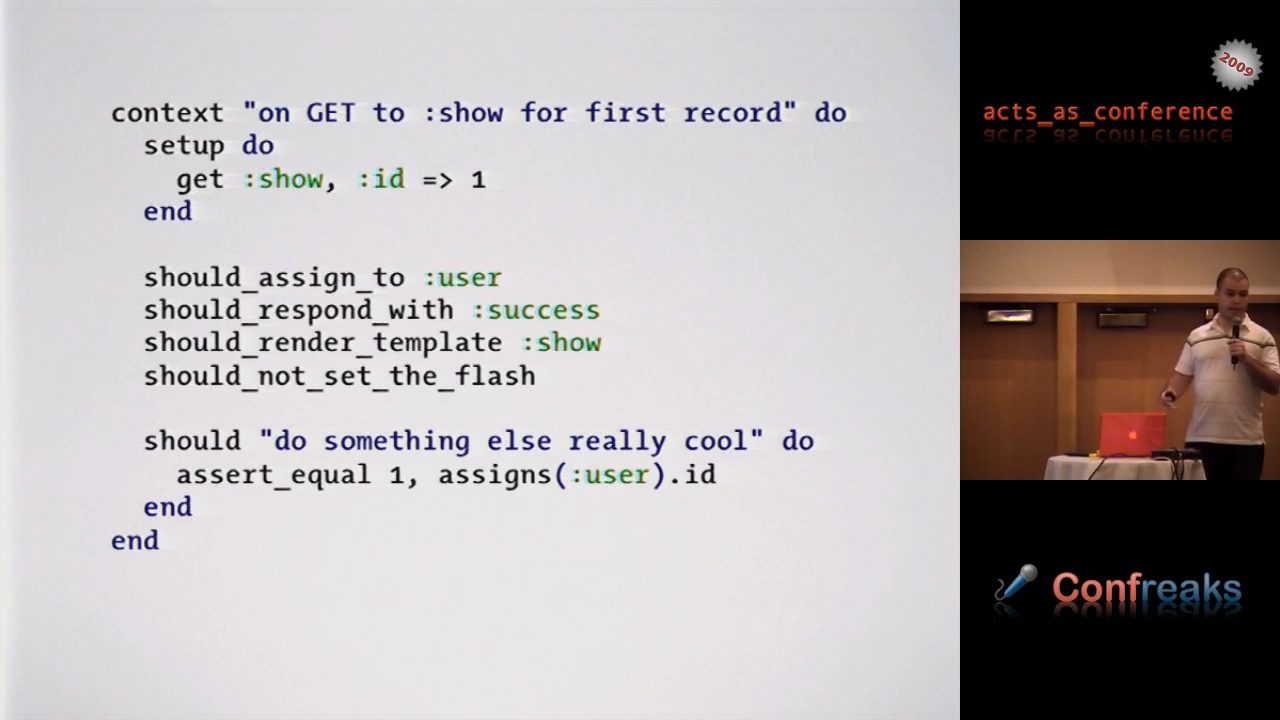 context "on GET to :show for first record" do
setup do
get :show, :id => 1
end
should_assign_to :user
should_respond_with :success
should_render_template :show
should_not_set_the_flash
should "do something else really cool" do
assert_equal 1, assigns(:user).id
end
end
2009
acts_as_conference
Confreaks